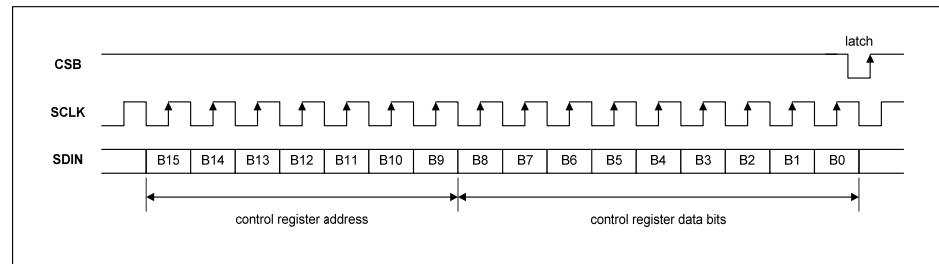 latch
CSB
SCLK
SDIN B15 B14 B13 B12 B11 B10 B9 B8 B7 B6 B5 B4 B3 B2 B1 B0
control register address control register data bits